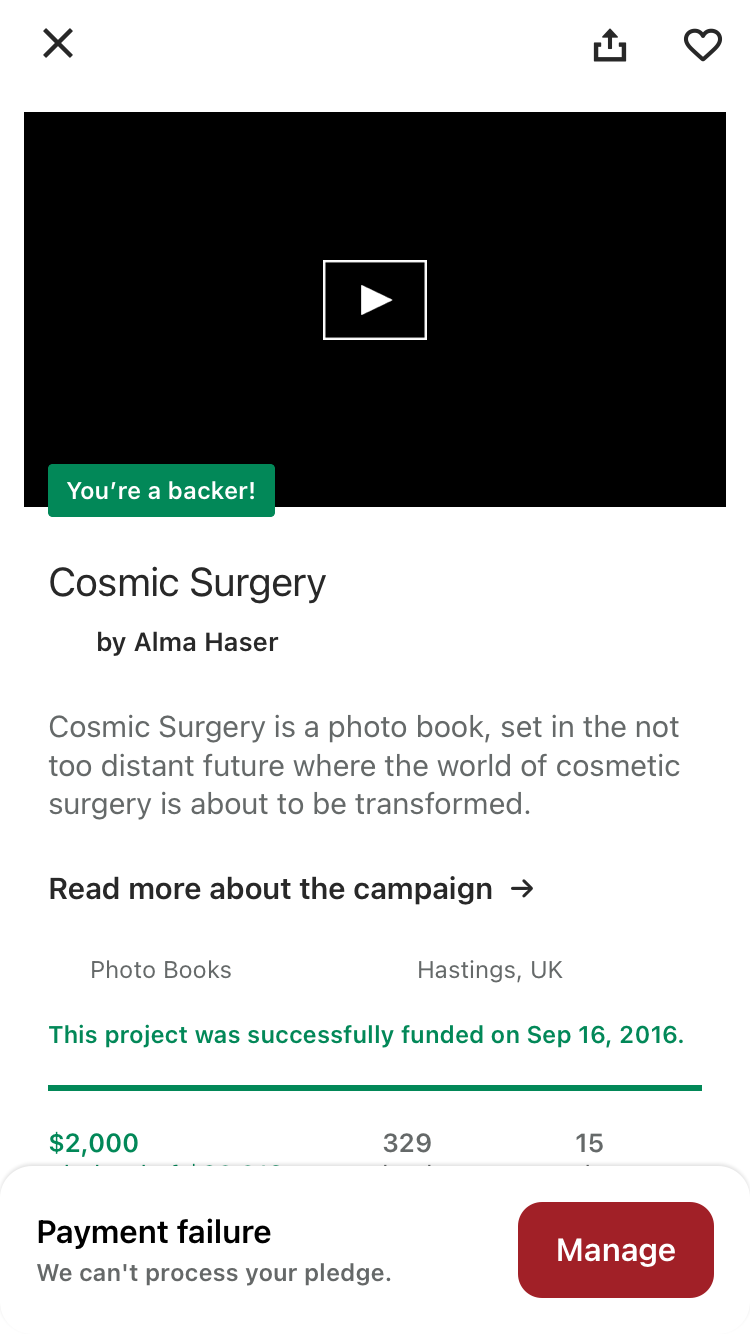 You’re a backer!
Cosmic Surgery
by Alma Haser
Cosmic Surgery is a photo book, set in the not
too distant future where the world of cosmetic
surgery is about to be transformed.
Read more about the campaign →
Photo Books
Hastings, UK
This project was successfully funded on Sep 16, 2016.
$2,000
329
15
Payment failure
We can't process your pledge.
Manage